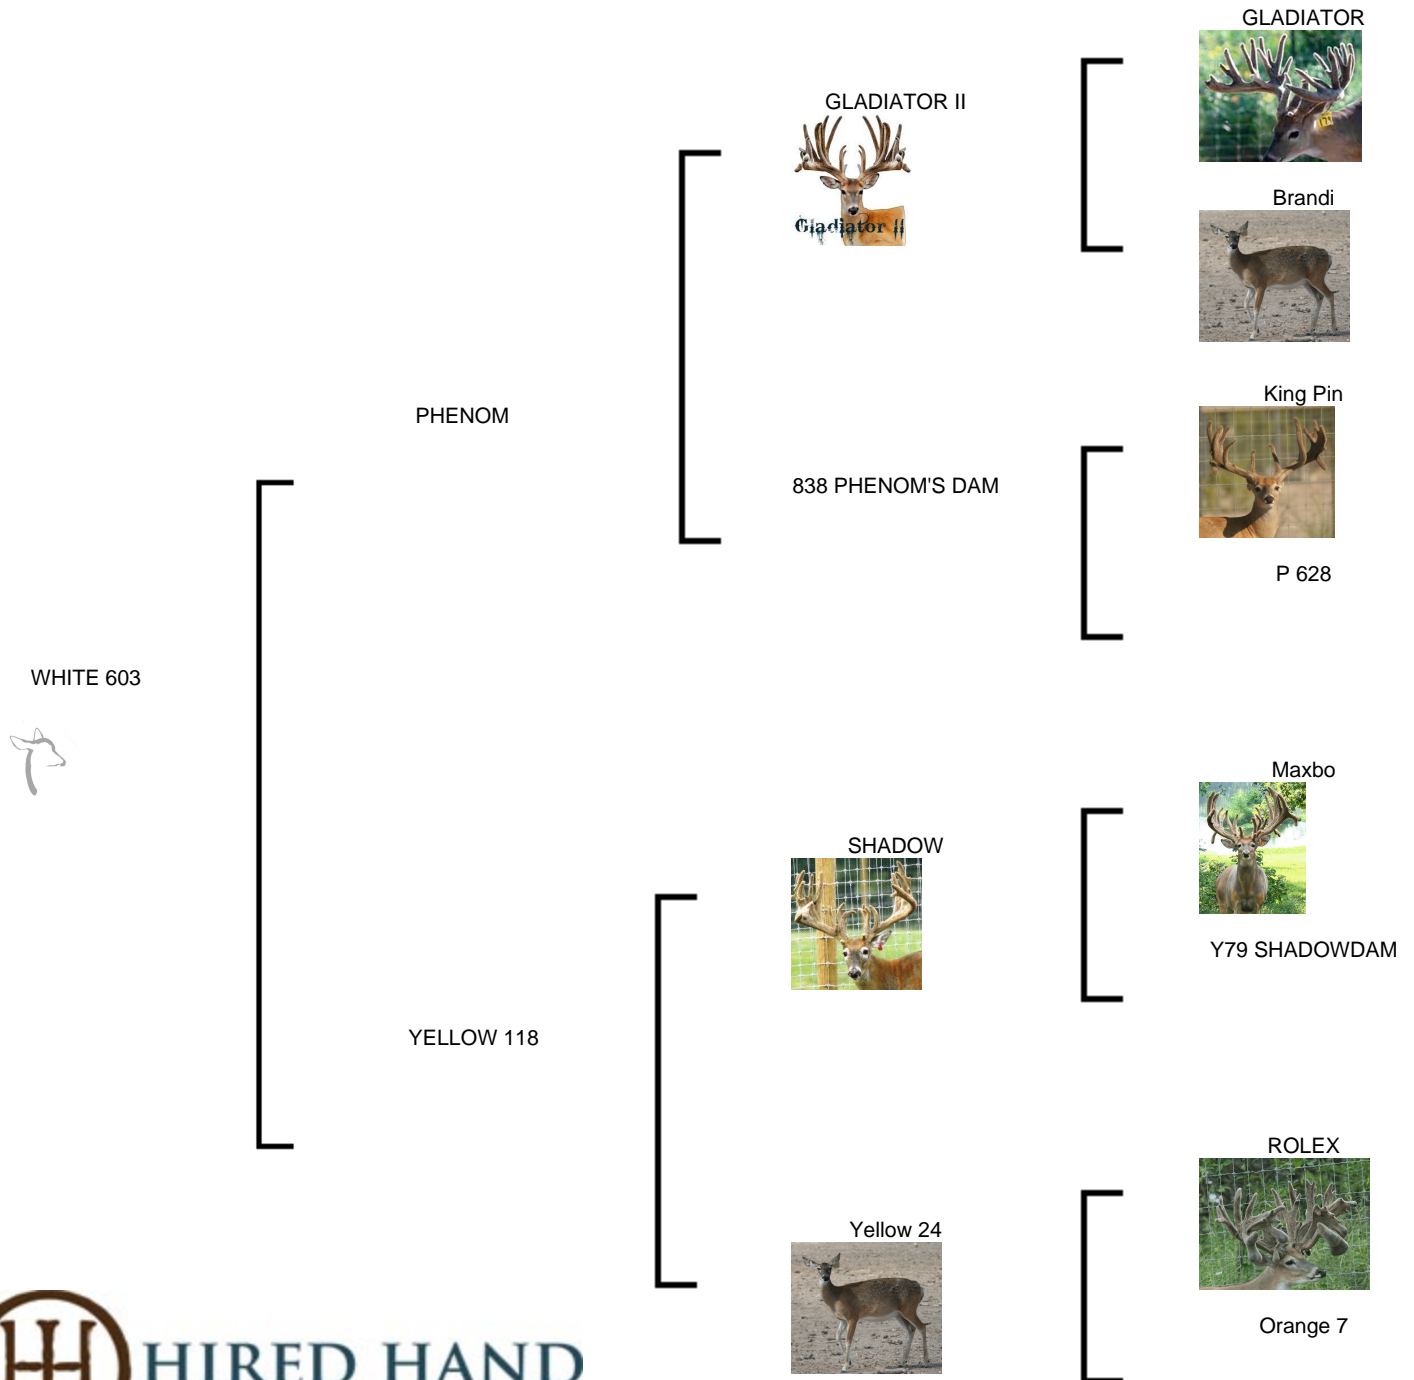 GLADIATOR
GLADIATOR II
Gladiator II
Brandi
King Pin
PHENOM
838 PHENOM'S DAM
P 628
WHITE 603
Maxbo
SHADOW
Y79 SHADOWDAM
YELLOW 118
ROLEX
Yellow 24
Orange 7
HIRED HAND